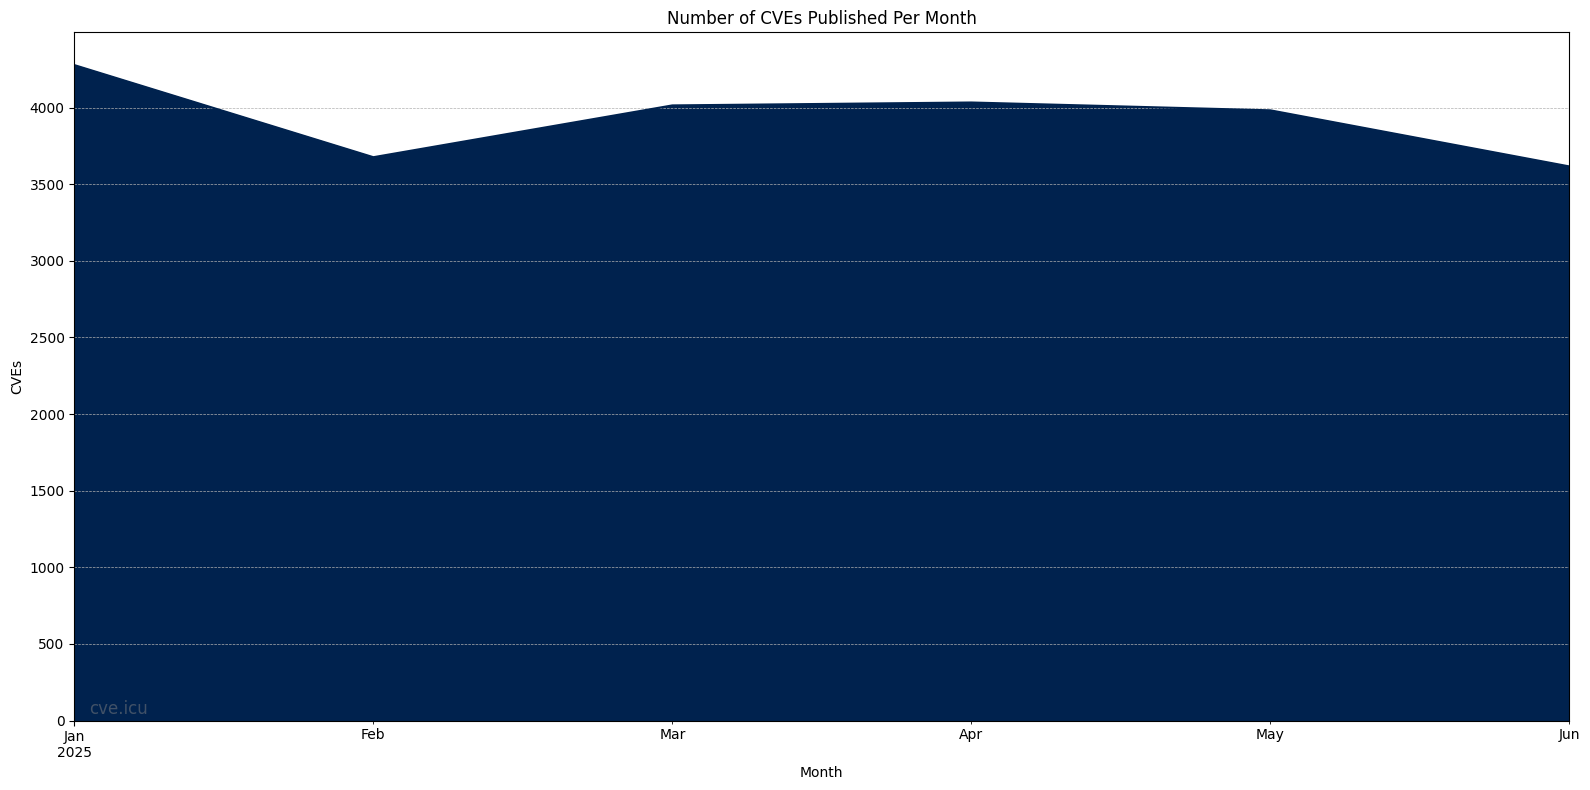 Number of CVEs Published Per Month
4000
3500
3000
2500
2000
1500
1000
500
0
CVEs
cve.icu
Jan Feb Mar Apr May Jun
2025
Month